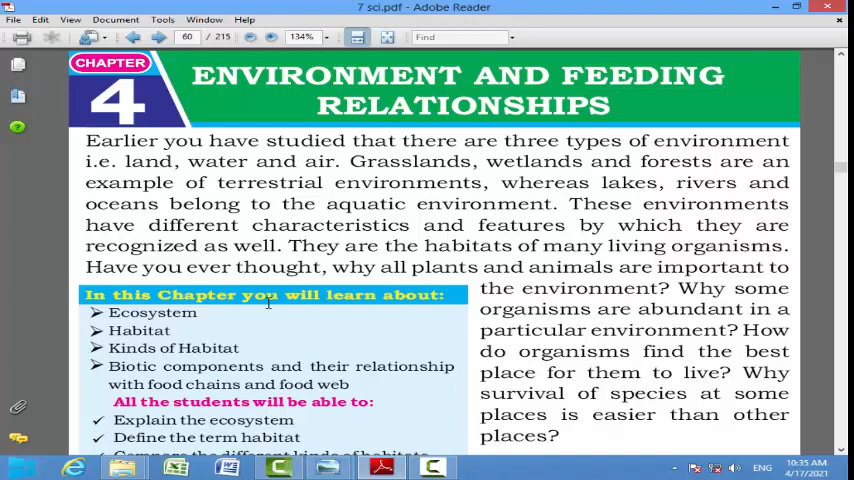 7 sci.pdf - Adobe Reader
File Edit View Document Tools Window Help
60 / 215 134% Find
CHAPTER
4
ENVIRONMENT AND FEEDING
RELATIONSHIPS
Earlier you have studied that there are three types of environment
i.e. land, water and air. Grasslands, wetlands and forests are an
example of terrestrial environments, whereas lakes, rivers and
oceans belong to the aquatic environment. These environments
have different characteristics and features by which they are
recognized as well. They are the habitats of many living organisms.
Have you ever thought, why all plants and animals are important to
the environment? Why some
organisms are abundant in a
particular environment? How
do organisms find the best
place for them to live? Why
survival of species at some
places is easier than other
places?
In this Chapter you will learn about:
➢ Ecosystem
➢ Habitat
➢ Kinds of Habitat
➢ Biotic components and their relationship
with food chains and food web
All the students will be able to:
✓ Explain the ecosystem
✓ Define the term habitat
Compare the different kinds of habitats
ENG
10:35 AM
4/17/2021